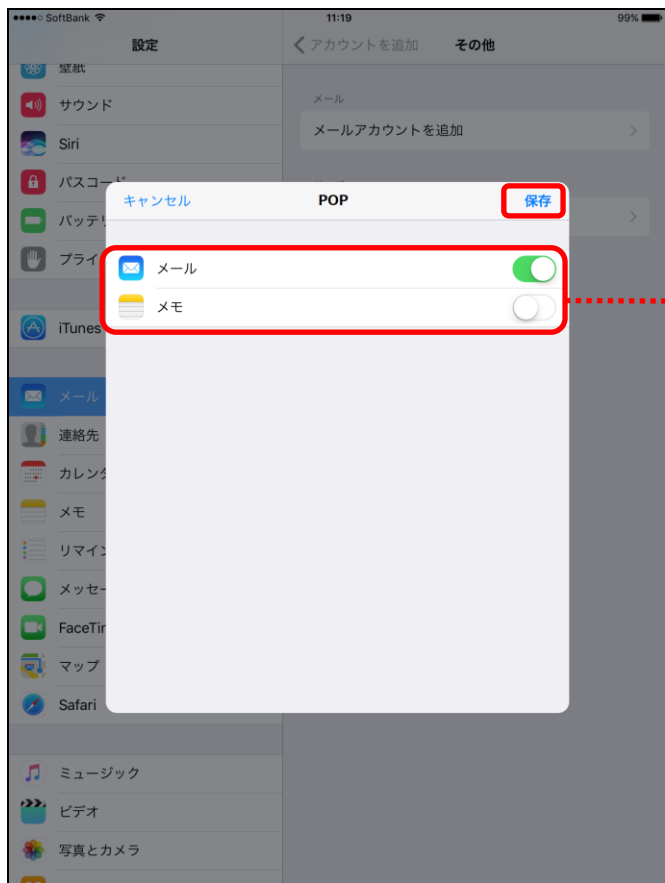 SoftBank 11:19 99%
設定
アカウントを追加 その他
壁紙
サウンド
Siri
パスコード
バッテリ
プライ
iTunes
メール
連絡先
カレンダ
メモ
リマイン
メッセー
FaceTim
マップ
Safari
ミュージック
ビデオ
写真とカメラ
メール
メールアカウントを追加
キャンセル POP 保存
メール
メモ